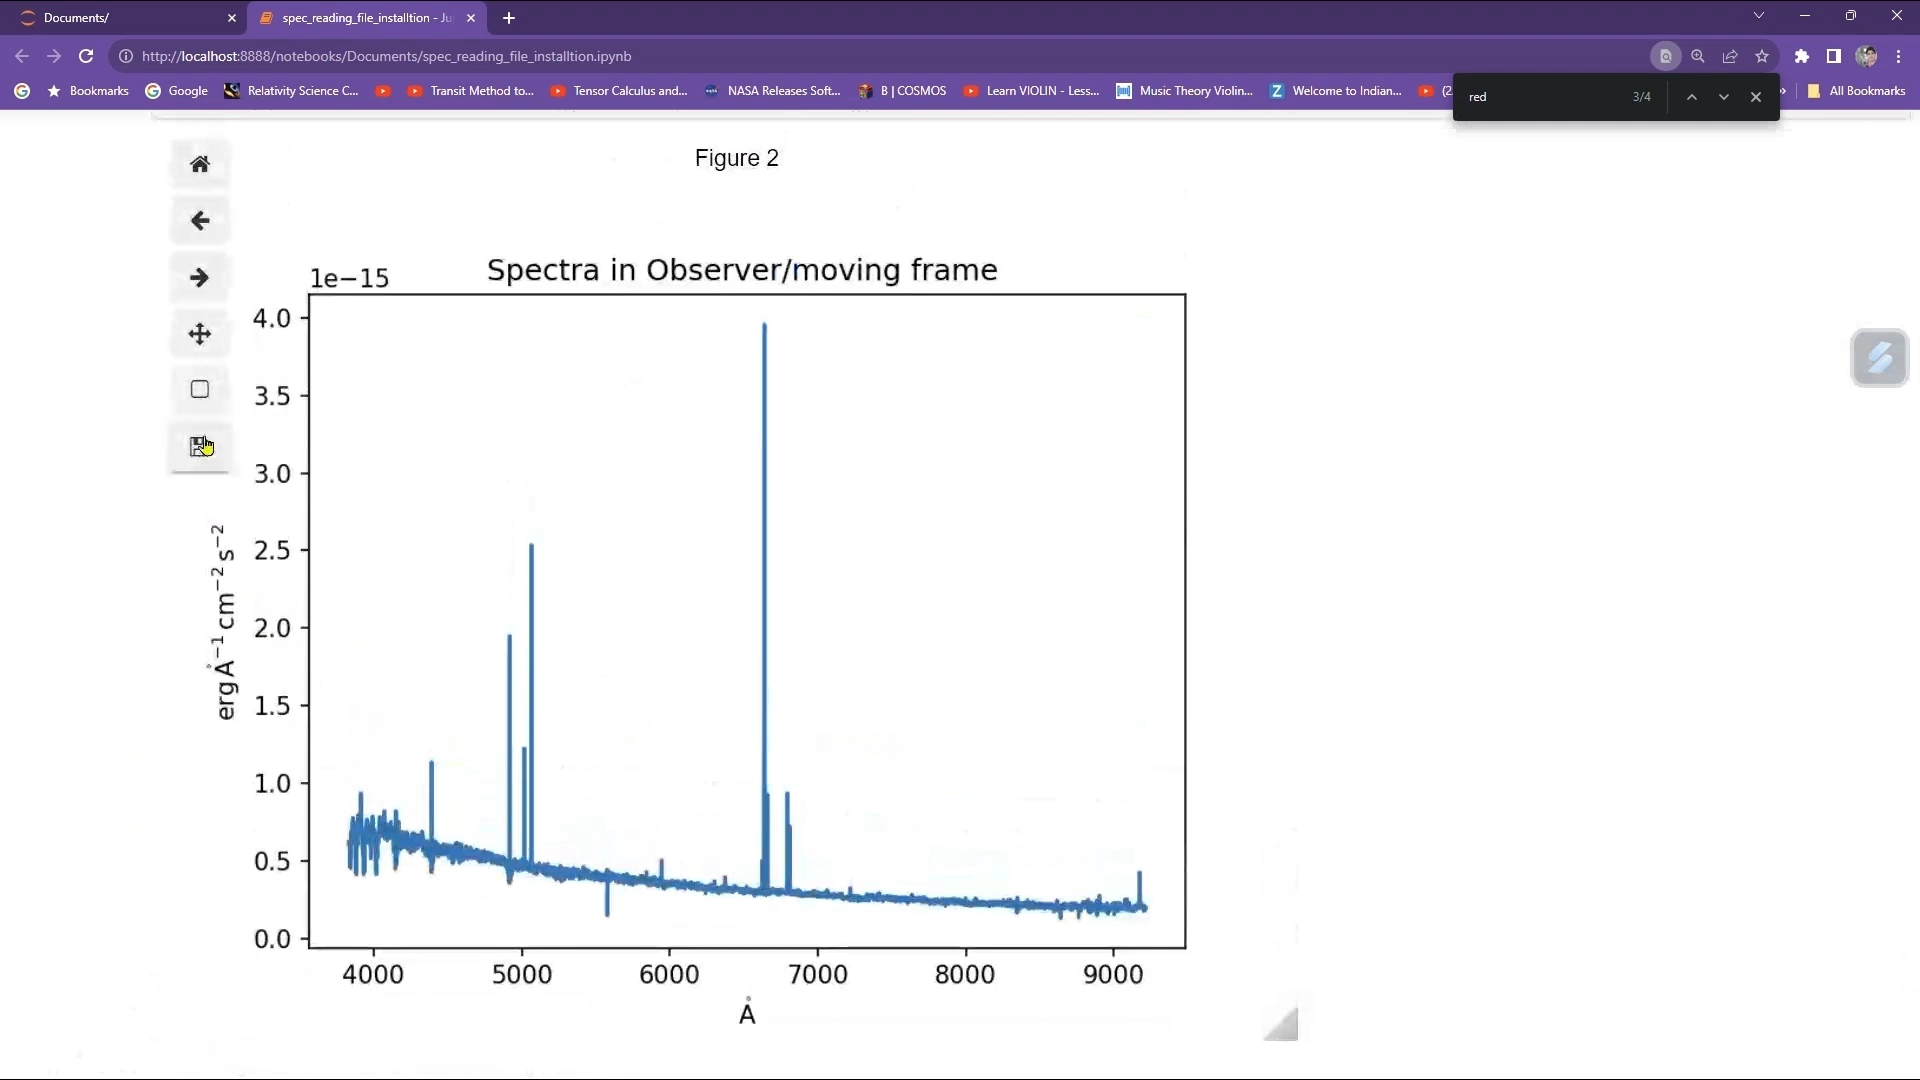 Documents/
spec_reading_file_installtion - Ju
http://localhost:8888/notebooks/Documents/spec_reading_file_installtion.ipynb
Bookmarks
Google
Relativity Science C...
Transit Method to...
Tensor Calculus and...
NASA Releases Soft...
B | COSMOS
Learn VIOLIN - Less...
Music Theory Violin...
Welcome to Indian...
(2
red
3/4
»
All Bookmarks
Figure 2
Spectra in Observer/moving frame
1e−15
4.0
3.5
3.0
2.5
2.0
1.5
1.0
0.5
0.0
erg Å⁻¹ cm⁻² s⁻²
4000 5000 6000 7000 8000 9000
Å